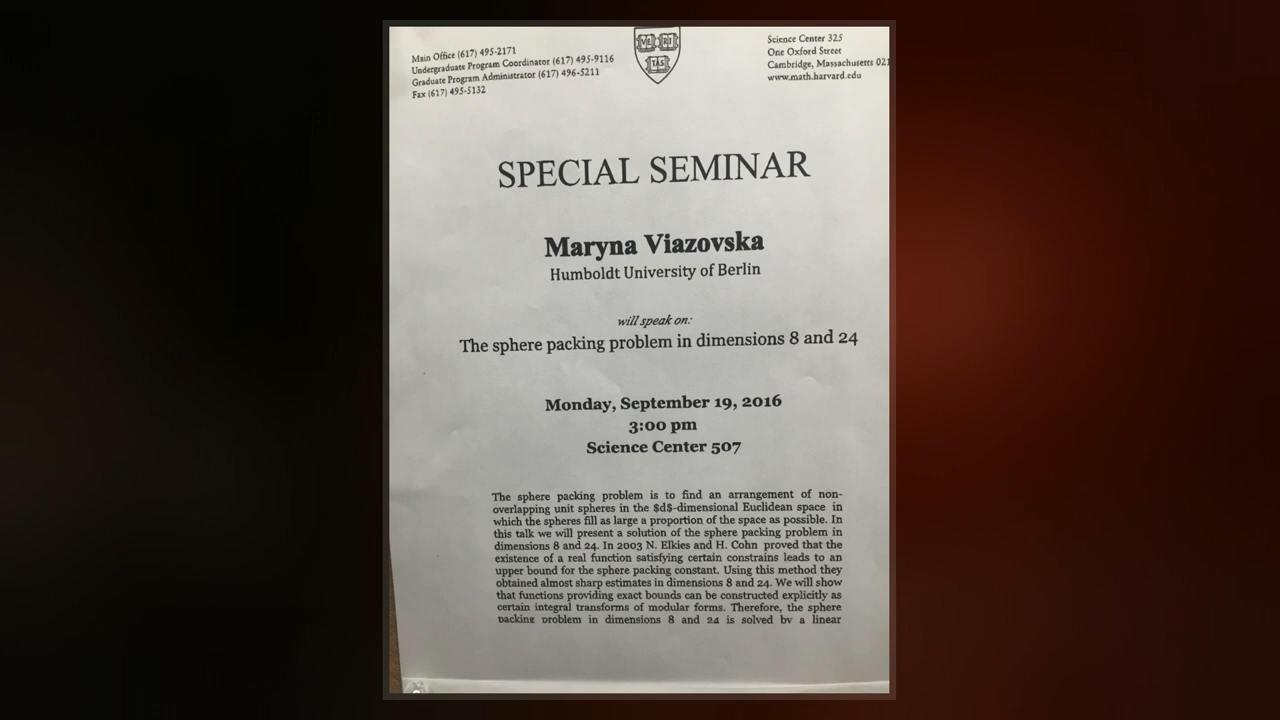 Main Office (617) 495-2171
Undergraduate Program Coordinator (617) 495-9116
Graduate Program Administrator (617) 496-5211
Fax (617) 495-5132
VE RI
TAS
Science Center 325
One Oxford Street
Cambridge, Massachusetts 021
www.math.harvard.edu
SPECIAL SEMINAR
Maryna Viazovska
Humboldt University of Berlin
will speak on:
The sphere packing problem in dimensions 8 and 24
Monday, September 19, 2016
3:00 pm
Science Center 507
The sphere packing problem is to find an arrangement of non-
overlapping unit spheres in the $d$-dimensional Euclidean space in
which the spheres fill as large a proportion of the space as possible. In
this talk we will present a solution of the sphere packing problem in
dimensions 8 and 24. In 2003 N. Elkies and H. Cohn proved that the
existence of a real function satisfying certain constrains leads to an
upper bound for the sphere packing constant. Using this method they
obtained almost sharp estimates in dimensions 8 and 24. We will show
that functions providing exact bounds can be constructed explicitly as
certain integral transforms of modular forms. Therefore, the sphere
packing problem in dimensions 8 and 24 is solved by a linear